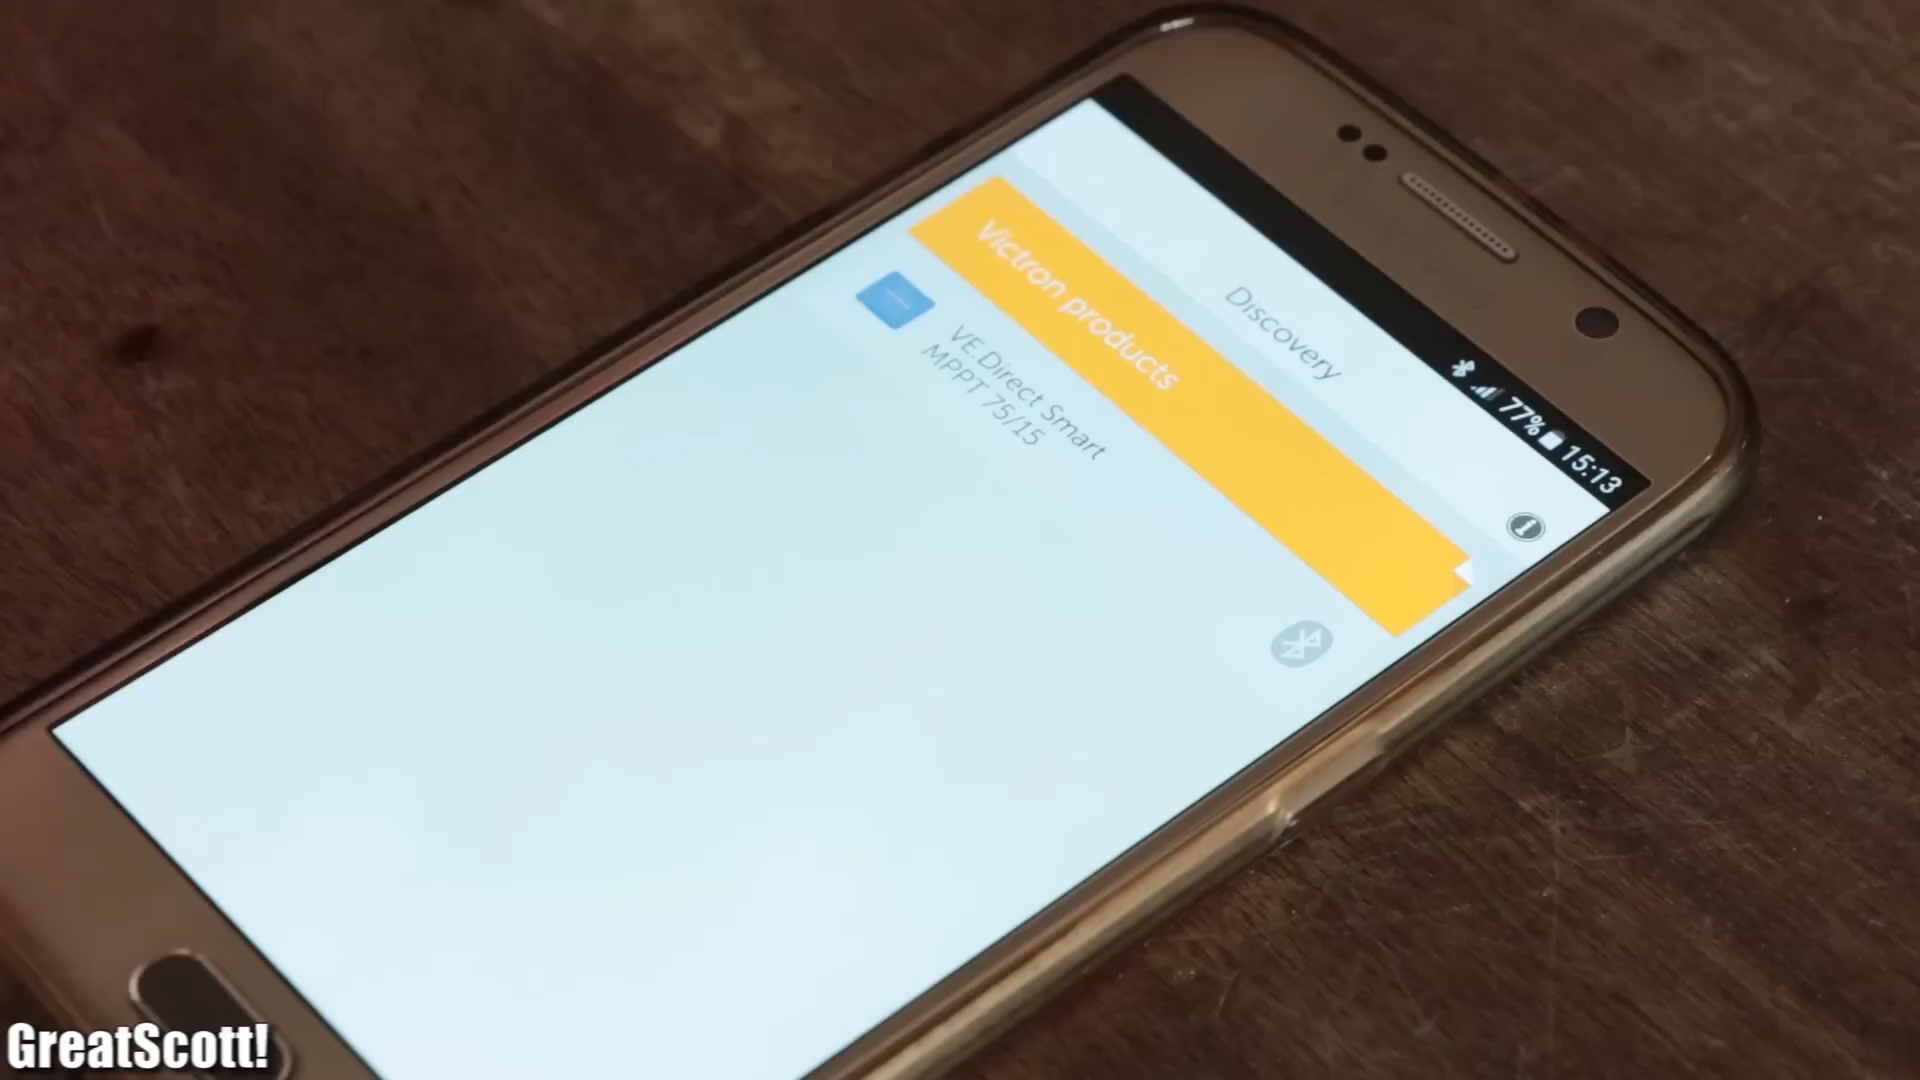 77% 15:13
Discovery
Victron products
VE.Direct Smart
MPPT 75/15
GreatScott!